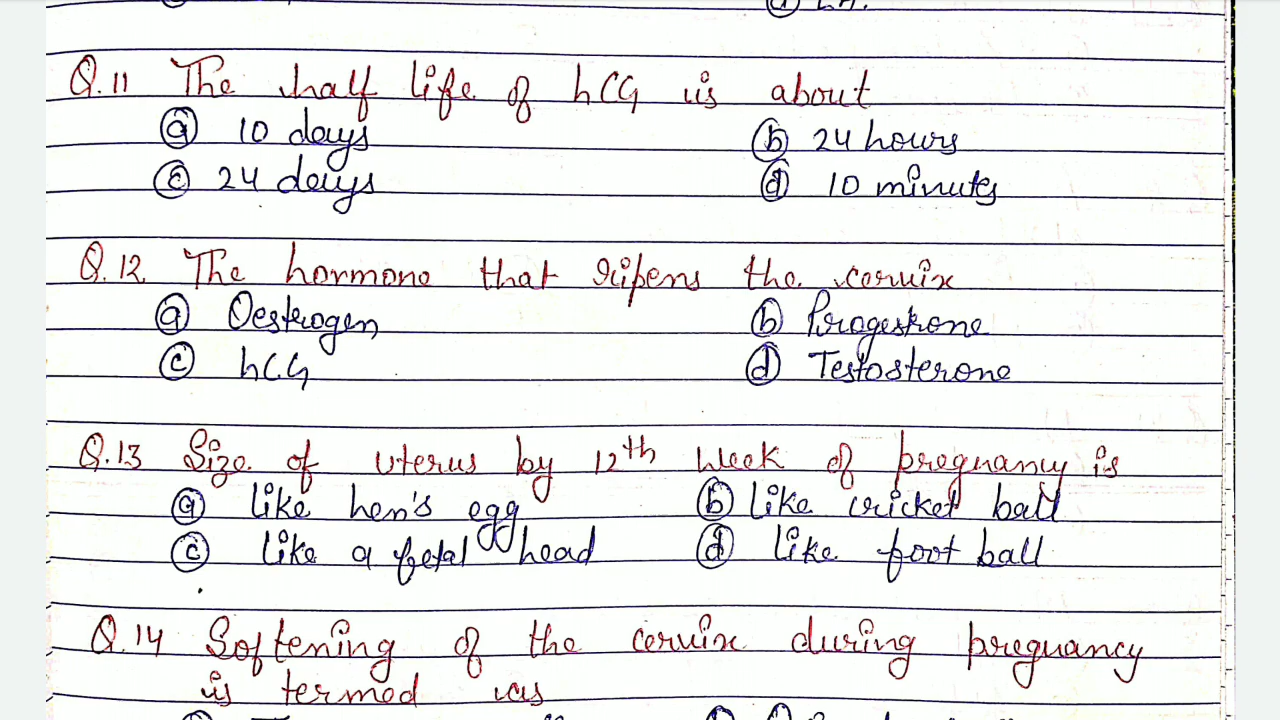 Q.11 The half life of hCG is about
(a) 10 days (b) 24 hours
(c) 24 days (d) 10 minutes
Q.12 The hormone that ripens the cervix
(a) Oestrogen (b) Progestrone
(c) hCG (d) Testosterone
Q.13 Size of uterus by 12th week of pregnancy is
(a) like hen's egg (b) like cricket ball
(c) like a fetal head (d) like foot ball
Q.14 Softening of the cervix during pregnancy
is termed as